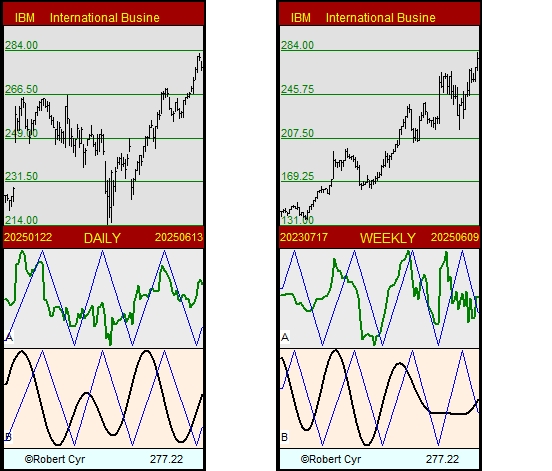 IBM International Busine
284.00
266.50
249.00
231.50
214.00
20250122 DAILY 20250613
A
B
©Robert Cyr 277.22
IBM International Busine
284.00
245.75
207.50
169.25
131.00
20230717 WEEKLY 20250609
A
B
©Robert Cyr 277.22